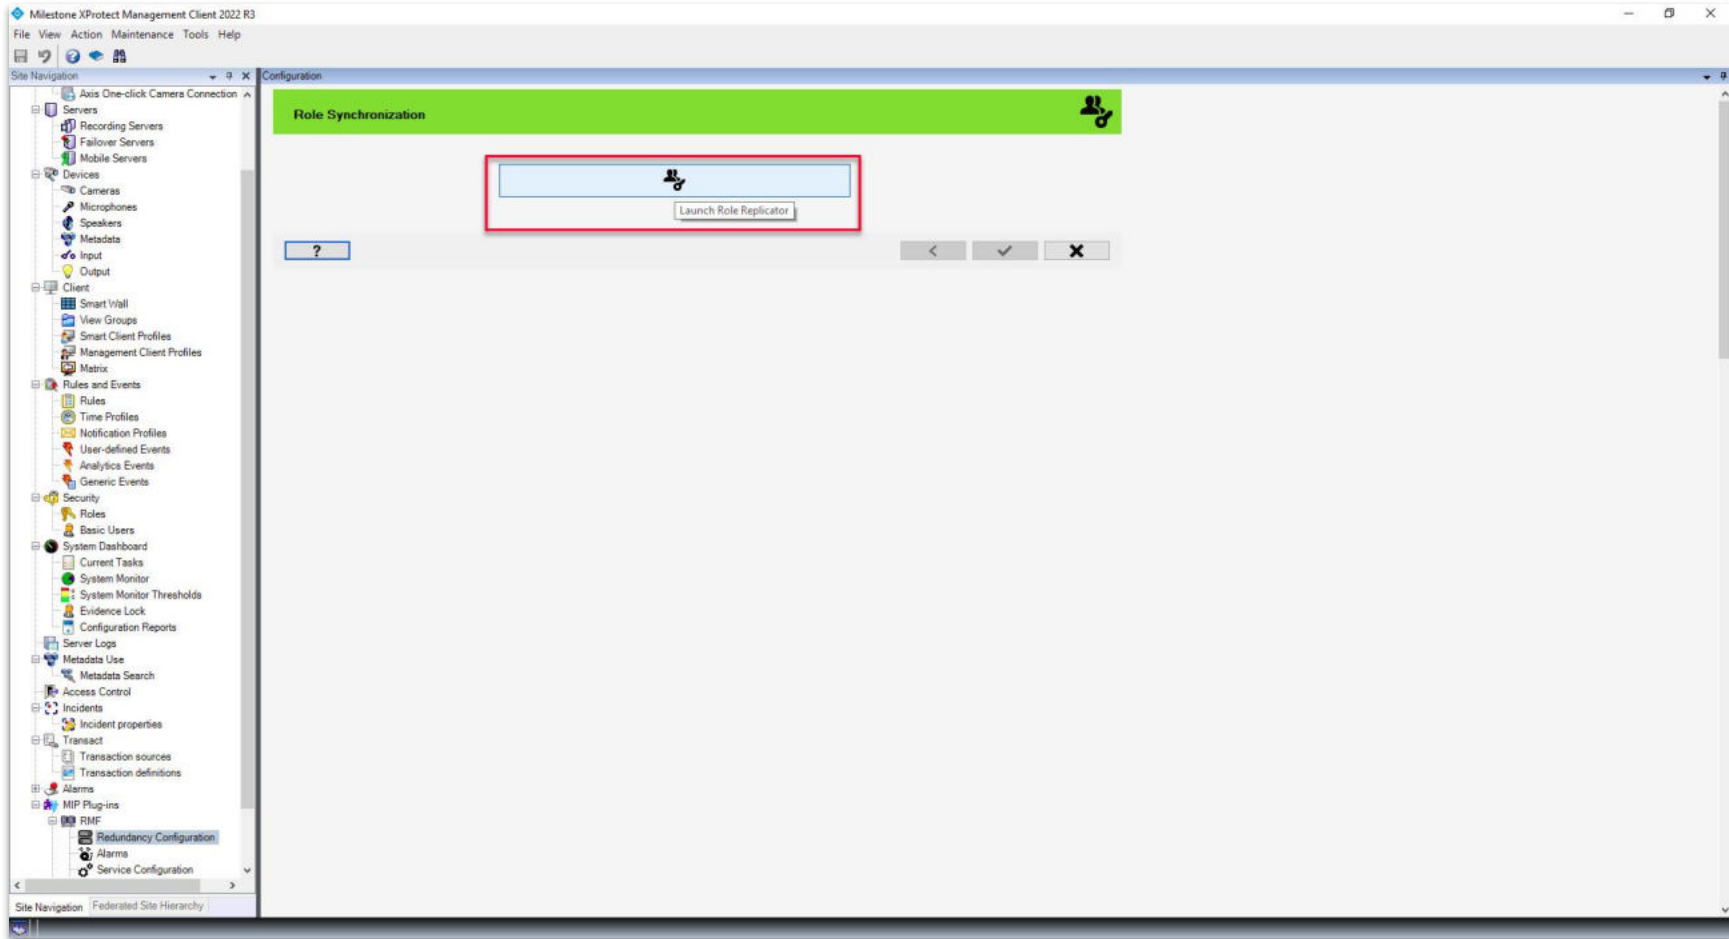 Milestone XProtect Management Client 2022 R3
File View Action Maintenance Tools Help
Site Navigation
Configuration
Axis One-click Camera Connection
Servers
Recording Servers
Failover Servers
Mobile Servers
Devices
Cameras
Microphones
Speakers
Metadata
Input
Output
Client
Smart Wall
View Groups
Smart Client Profiles
Management Client Profiles
Matrix
Rules and Events
Rules
Time Profiles
Notification Profiles
User-defined Events
Analytics Events
Generic Events
Security
Roles
Basic Users
System Dashboard
Current Tasks
System Monitor
System Monitor Thresholds
Evidence Lock
Configuration Reports
Server Logs
Metadata Use
Metadata Search
Access Control
Incidents
Incident properties
Transact
Transaction sources
Transaction definitions
Alarms
MIP Plug-ins
RMF
Redundancy Configuration
Alarms
Service Configuration
Site Navigation Federated Site Hierarchy
Role Synchronization
Launch Role Replicator
?